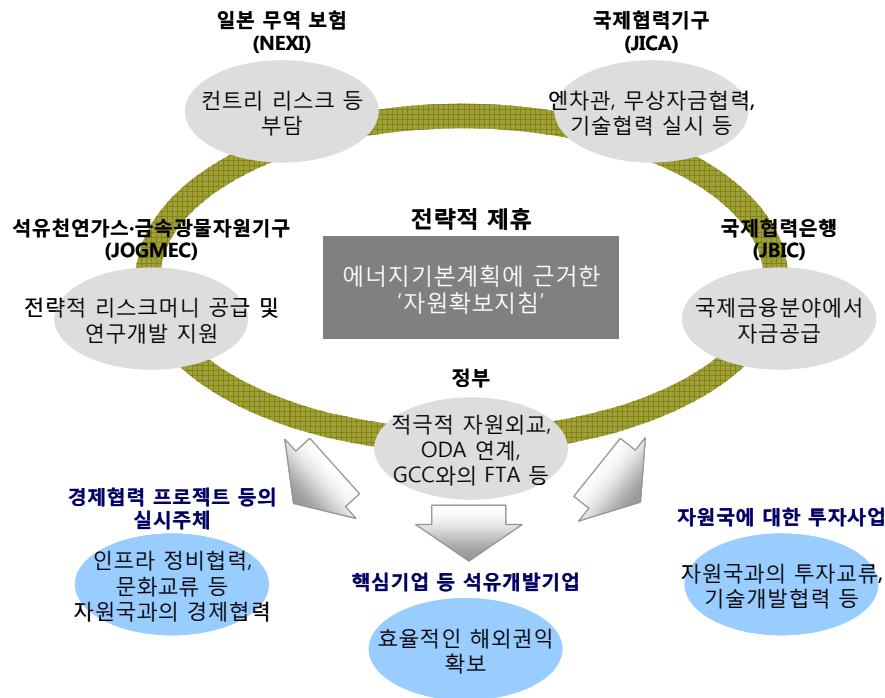 일본 무역 보험
(NEXI)
컨트리 리스크 등
부담
국제협력기구
(JICA)
엔차관, 무상자금협력,
기술협력 실시 등
석유천연가스·금속광물자원기구
(JOGMEC)
전략적 리스크머니 공급 및
연구개발 지원
전략적 제휴
에너지기본계획에 근거한
‘자원확보지침’
국제협력은행
(JBIC)
국제금융분야에서
자금공급
정부
적극적 자원외교,
ODA 연계,
GCC와의 FTA 등
경제협력 프로젝트 등의
실시주체
인프라 정비협력,
문화교류 등
자원국과의 경제협력
핵심기업 등 석유개발기업
효율적인 해외권익
확보
자원국에 대한 투자사업
자원국과의 투자교류,
기술개발협력 등